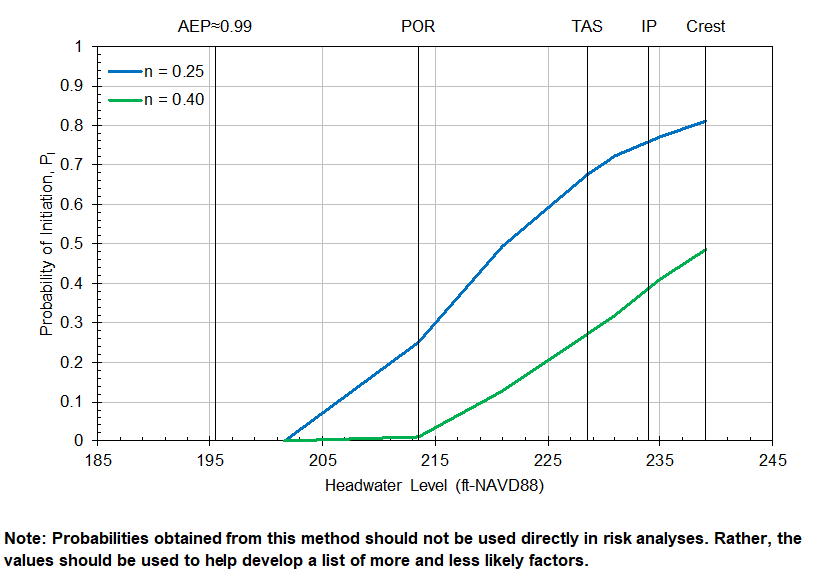 AEP≈0.99 POR TAS IP Crest
1
0.9
0.8
0.7
0.6
0.5
0.4
0.3
0.2
0.1
0
Probability of Initiation, PI
n = 0.25
n = 0.40
185 195 205 215 225 235 245
Headwater Level (ft-NAVD88)
Note: Probabilities obtained from this method should not be used directly in risk analyses. Rather, the
values should be used to help develop a list of more and less likely factors.